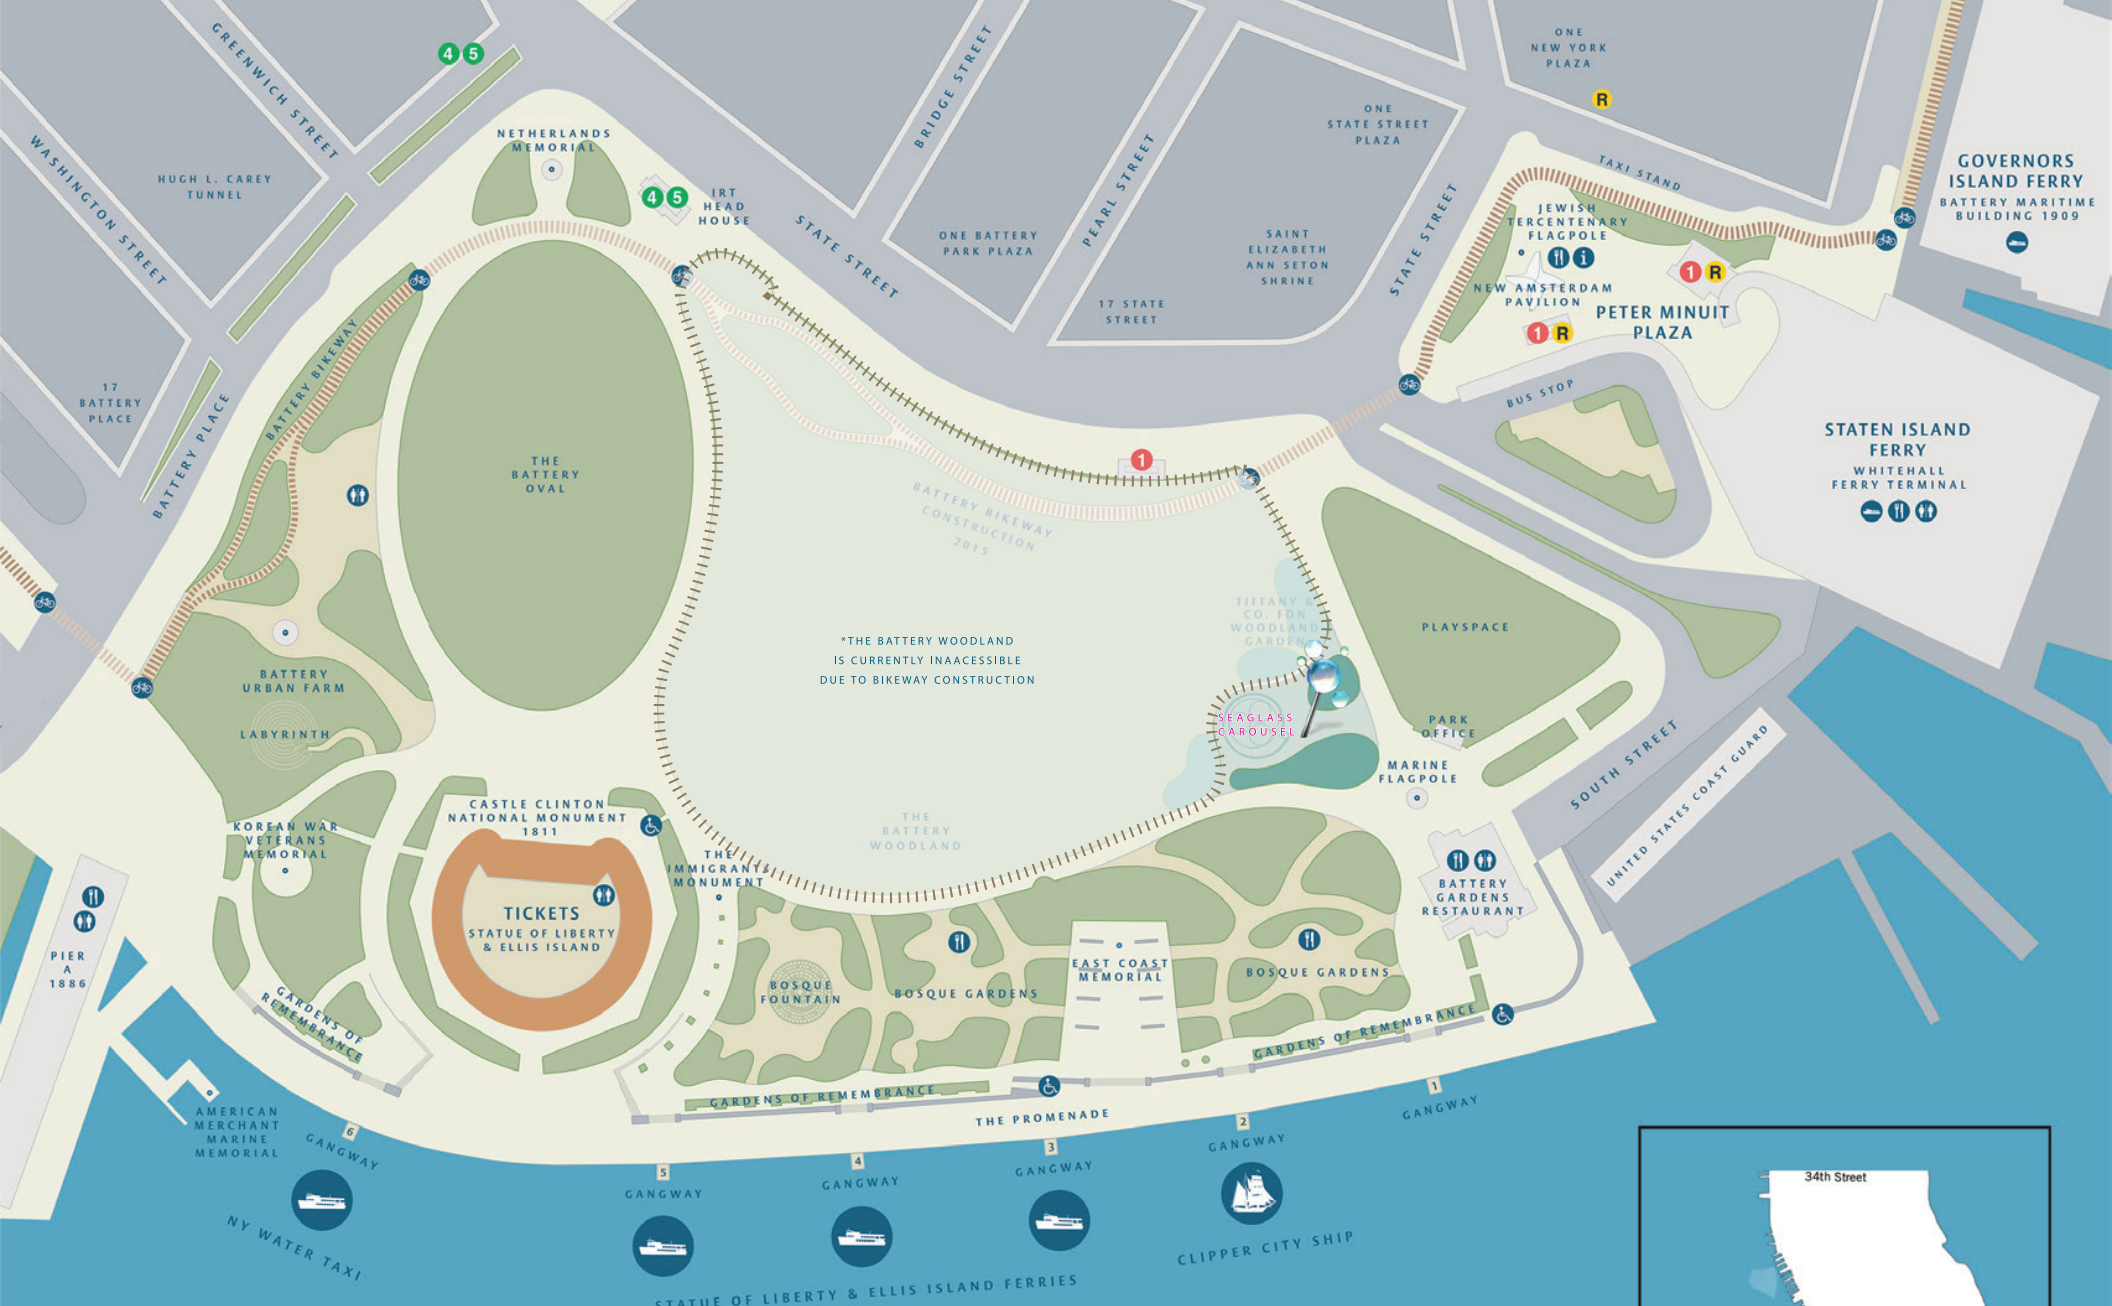 GREENWICH STREET
4 5
WASHINGTON STREET
HUGH L. CAREY
TUNNEL
NETHERLANDS
MEMORIAL
4 5
IRT
HEAD
HOUSE
BRIDGE STREET
PEARL STREET
STATE STREET
ONE BATTERY
PARK PLAZA
ONE
STATE STREET
PLAZA
SAINT
ELIZABETH
ANN SETON
SHRINE
17 STATE
STREET
STATE STREET
ONE
NEW YORK
PLAZA
R
TAXI STAND
JEWISH
TERCENTENARY
FLAGPOLE
i
NEW AMSTERDAM
PAVILION
1 R
1 R
PETER MINUIT
PLAZA
GOVERNORS
ISLAND FERRY
BATTERY MARITIME
BUILDING 1909
BUS STOP
STATEN ISLAND
FERRY
WHITEHALL
FERRY TERMINAL
17
BATTERY
PLACE
BATTERY PLACE
BATTERY BIKEWAY
THE
BATTERY
OVAL
1
BATTERY BIKEWAY
CONSTRUCTION
2015
*THE BATTERY WOODLAND
IS CURRENTLY INAACESSIBLE
DUE TO BIKEWAY CONSTRUCTION
TIFFANY &
CO. FDN
WOODLAND
GARDEN
SEAGLASS
CAROUSEL
PLAYSPACE
PARK
OFFICE
MARINE
FLAGPOLE
SOUTH STREET
UNITED STATES COAST GUARD
BATTERY
URBAN FARM
LABYRINTH
KOREAN WAR
VETERANS
MEMORIAL
CASTLE CLINTON
NATIONAL MONUMENT
1811
TICKETS
STATUE OF LIBERTY
& ELLIS ISLAND
THE
IMMIGRANTS
MONUMENT
THE
BATTERY
WOODLAND
BATTERY
GARDENS
RESTAURANT
PIER
A
1886
GARDENS OF
REMEMBRANCE
BOSQUE
FOUNTAIN
BOSQUE GARDENS
EAST COAST
MEMORIAL
BOSQUE GARDENS
GARDENS OF REMEMBRANCE
GARDENS OF REMEMBRANCE
THE PROMENADE
AMERICAN
MERCHANT
MARINE
MEMORIAL
6
GANGWAY
5
GANGWAY
4
GANGWAY
3
GANGWAY
2
GANGWAY
1
GANGWAY
NY WATER TAXI
STATUE OF LIBERTY & ELLIS ISLAND FERRIES
CLIPPER CITY SHIP
34th Street